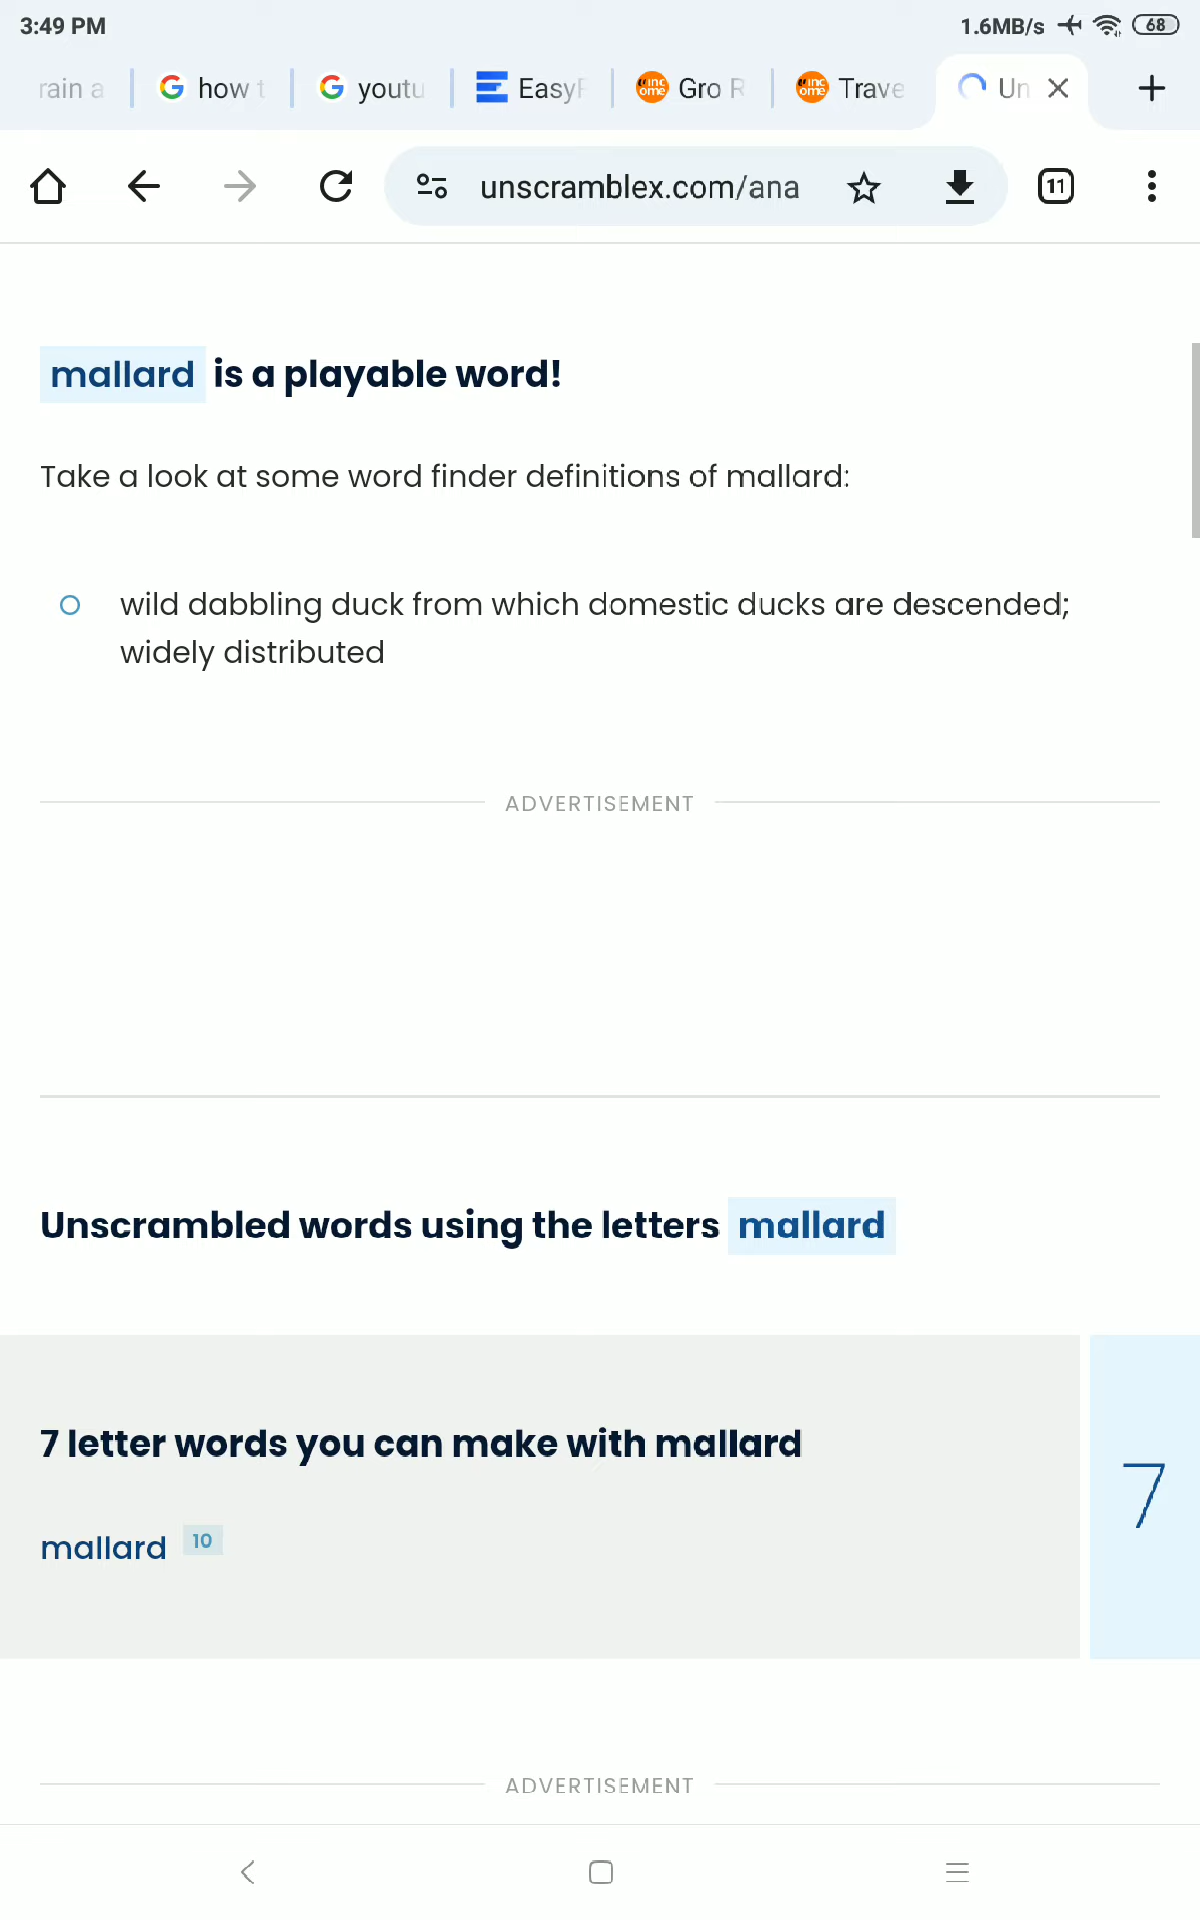 3:49 PM 1.6MB/s 68
rain a how t youtu Easy Gro R Trave Un
unscramblex.com/ana 11
mallard is a playable word!
Take a look at some word finder definitions of mallard:
wild dabbling duck from which domestic ducks are descended;
widely distributed
ADVERTISEMENT
Unscrambled words using the letters mallard
7 letter words you can make with mallard
7
mallard 10
ADVERTISEMENT